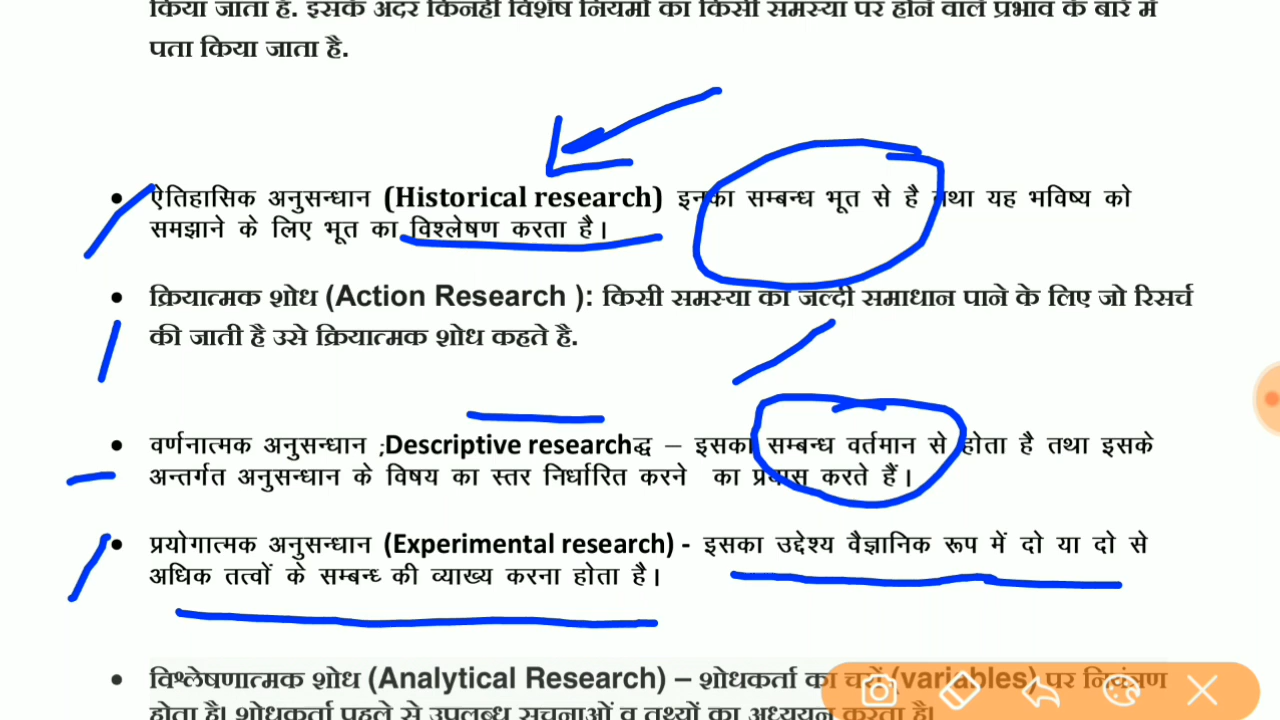 किया जाता है. इसके अंदर किनही विशेष नियमों का किसी समस्या पर होने वाले प्रभाव के बारे में
पता किया जाता है.
• ऐतिहासिक अनुसन्धान (Historical research) इनका सम्बन्ध भूत से है तथा यह भविष्य को
समझाने के लिए भूत का विश्लेषण करता है।
• क्रियात्मक शोध (Action Research ): किसी समस्या का जल्दी समाधान पाने के लिए जो रिसर्च
की जाती है उसे क्रियात्मक शोध कहते है.
• वर्णनात्मक अनुसन्धान ;Descriptive researchद्ध – इसका सम्बन्ध वर्तमान से होता है तथा इसके
अन्तर्गत अनुसन्धान के विषय का स्तर निर्धारित करने का प्रयास करते हैं।
• प्रयोगात्मक अनुसन्धान (Experimental research) - इसका उद्देश्य वैज्ञानिक रूप में दो या दो से
अधिक तत्वों के सम्बन्ध की व्याख्य करना होता है।
• विश्लेषणात्मक शोध (Analytical Research) – शोधकर्ता का चरों (variables) पर नियंत्रण
होता है। शोधकर्ता पहले से उपलब्ध सूचनाओं व तथ्यों का अध्ययन करता है।